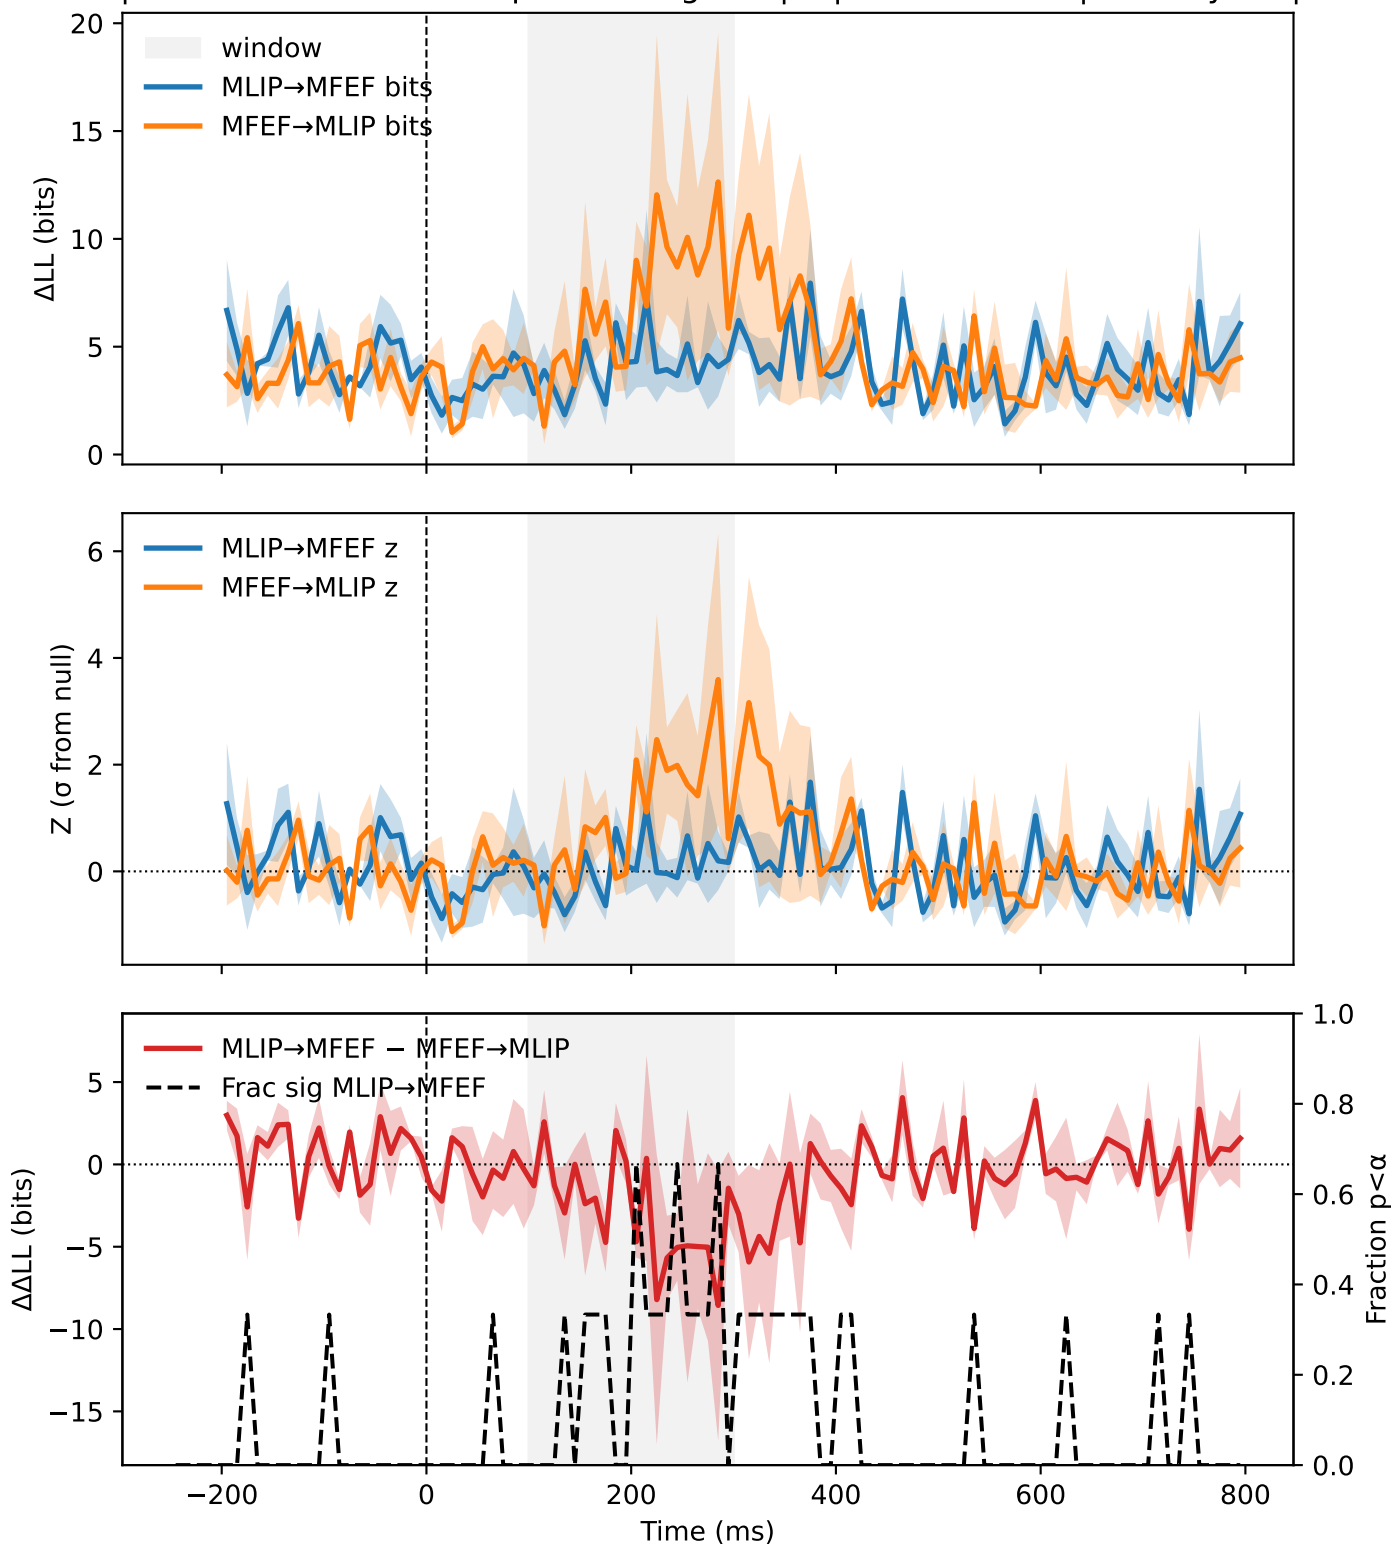 20
15
10
5
0
ΔLL (bits)
window
MLIP→MFEF bits
MFEF→MLIP bits
6
4
2
0
Z (σ from null)
MLIP→MFEF z
MFEF→MLIP z
5
0
−5
−10
−15
ΔΔLL (bits)
MLIP→MFEF − MFEF→MLIP
Frac sig MLIP→MFEF
1.0
0.8
0.6
0.4
0.2
0.0
Fraction p<α
−200
0
200
400
600
800
Time (ms)